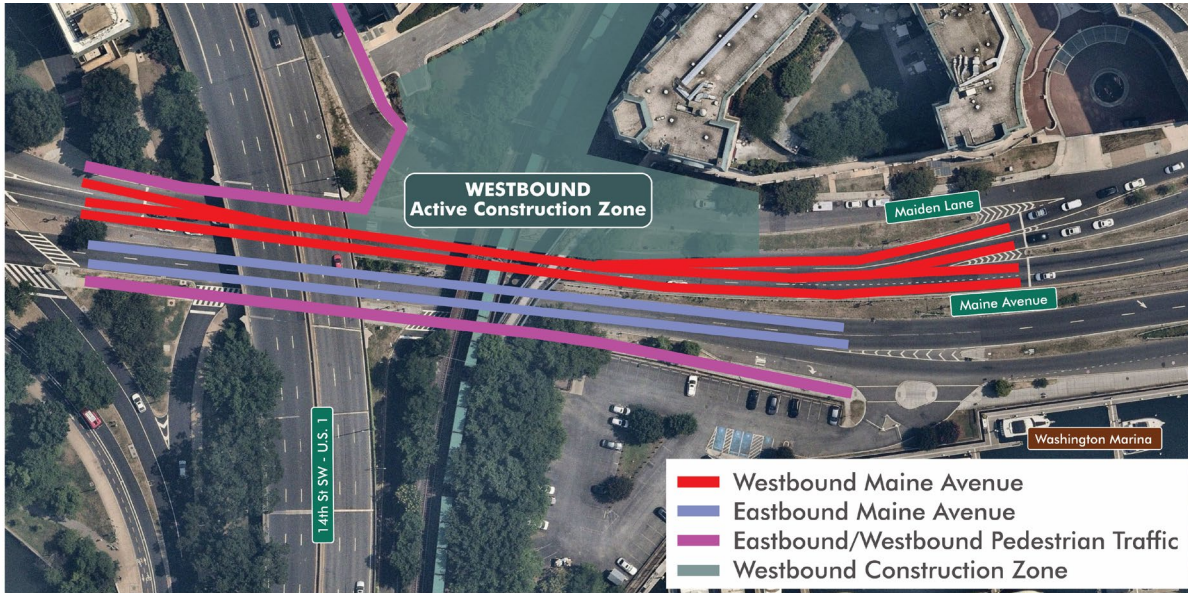 WESTBOUND
Active Construction Zone
Maiden Lane
Maine Avenue
14th St SW - U.S. 1
Washington Marina
Westbound Maine Avenue
Eastbound Maine Avenue
Eastbound/Westbound Pedestrian Traffic
Westbound Construction Zone